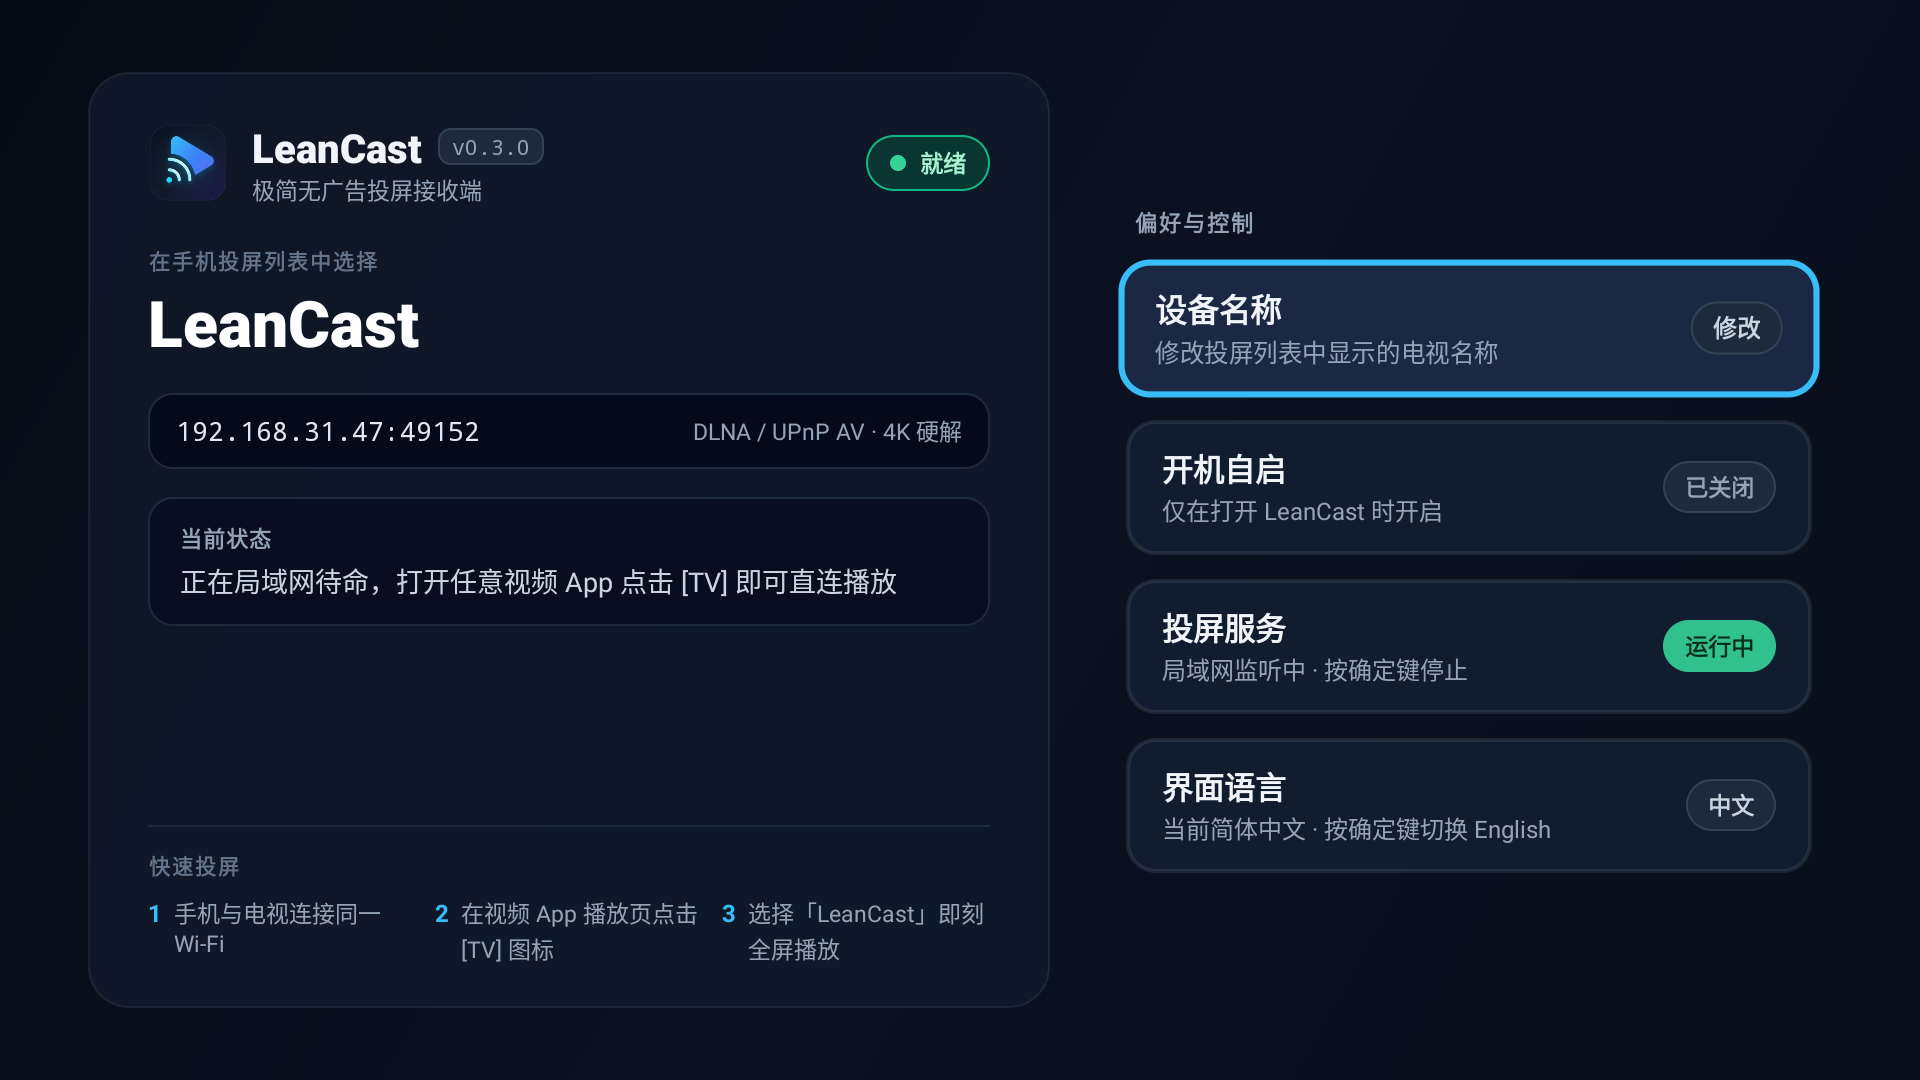 LeanCast
v0.3.0
极简无广告投屏接收端
就绪
在手机投屏列表中选择
LeanCast
192.168.31.47:49152
DLNA / UPnP AV · 4K 硬解
当前状态
正在局域网待命，打开任意视频 App 点击 [TV] 即可直连播放
快速投屏
1 手机与电视连接同一
Wi-Fi
2 在视频 App 播放页点击
[TV] 图标
3 选择「LeanCast」即刻
全屏播放
偏好与控制
设备名称
修改投屏列表中显示的电视名称
修改
开机自启
仅在打开 LeanCast 时开启
已关闭
投屏服务
局域网监听中 · 按确定键停止
运行中
界面语言
当前简体中文 · 按确定键切换 English
中文